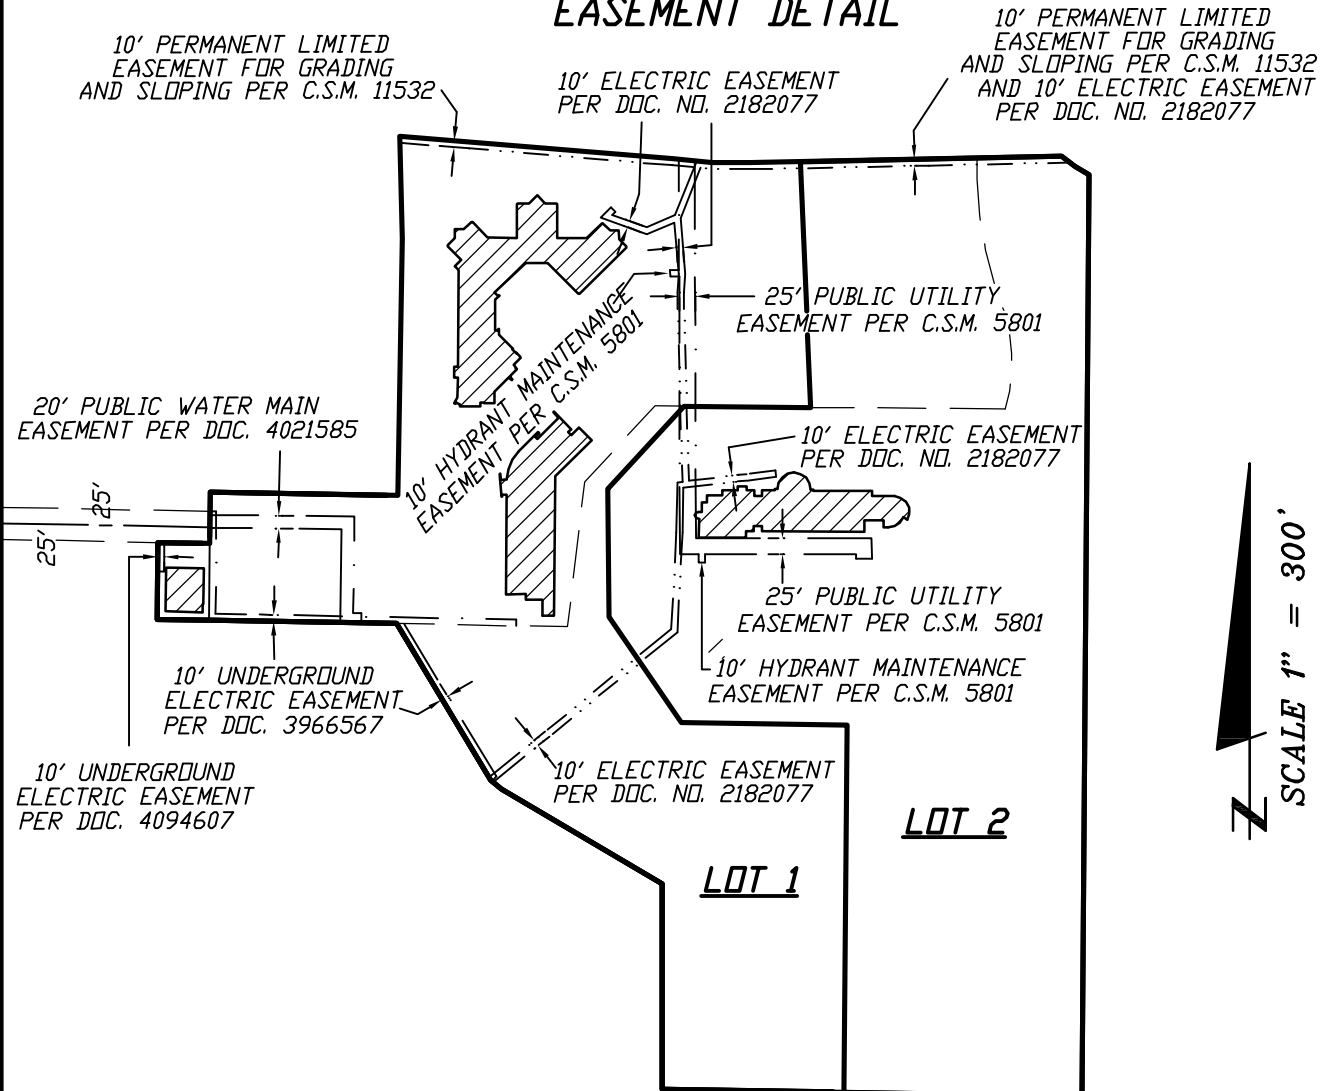 EASEMENT DETAIL
10' PERMANENT LIMITED
EASEMENT FOR GRADING
AND SLOPING PER C.S.M. 11532
10' ELECTRIC EASEMENT
PER DOC. NO. 2182077
10' PERMANENT LIMITED
EASEMENT FOR GRADING
AND SLOPING PER C.S.M. 11532
AND 10' ELECTRIC EASEMENT
PER DOC. NO. 2182077
25' PUBLIC UTILITY
EASEMENT PER C.S.M. 5801
10' HYDRANT MAINTENANCE
EASEMENT PER C.S.M. 5801
20' PUBLIC WATER MAIN
EASEMENT PER DOC. 4021585
10' ELECTRIC EASEMENT
PER DOC. NO. 2182077
25'
25'
25' PUBLIC UTILITY
EASEMENT PER C.S.M. 5801
10' HYDRANT MAINTENANCE
EASEMENT PER C.S.M. 5801
10' UNDERGROUND
ELECTRIC EASEMENT
PER DOC. 3966567
10' UNDERGROUND
ELECTRIC EASEMENT
PER DOC. 4094607
10' ELECTRIC EASEMENT
PER DOC. NO. 2182077
LOT 2
LOT 1
N
SCALE 1" = 300'